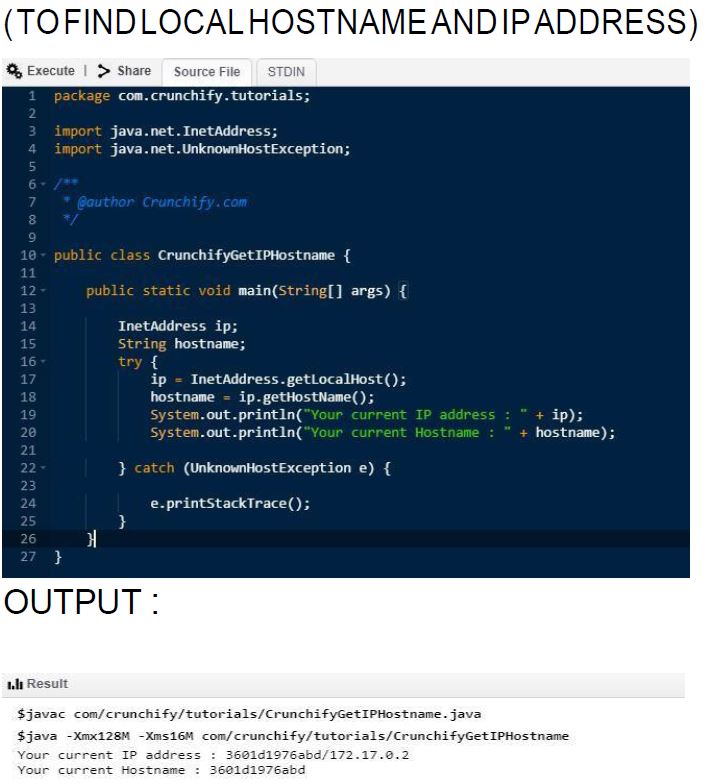 ( TO FIND LOCAL HOSTNAME AND IP ADDRESS )
Execute | Share Source File STDIN
1 package com.crunchify.tutorials;
2
3 import java.net.InetAddress;
4 import java.net.UnknownHostException;
5
6 /**
7 * @author Crunchify.com
8 */
9
10 public class CrunchifyGetIPHostname {
11
12 public static void main(String[] args) {
13
14 InetAddress ip;
15 String hostname;
16 try {
17 ip = InetAddress.getLocalHost();
18 hostname = ip.getHostName();
19 System.out.println("Your current IP address : " + ip);
20 System.out.println("Your current Hostname : " + hostname);
21
22 } catch (UnknownHostException e) {
23
24 e.printStackTrace();
25 }
26 }
27 }
OUTPUT :
Result
$javac com/crunchify/tutorials/CrunchifyGetIPHostname.java
$java -Xmx128M -Xms16M com/crunchify/tutorials/CrunchifyGetIPHostname
Your current IP address : 3601d1976abd/172.17.0.2
Your current Hostname : 3601d1976abd